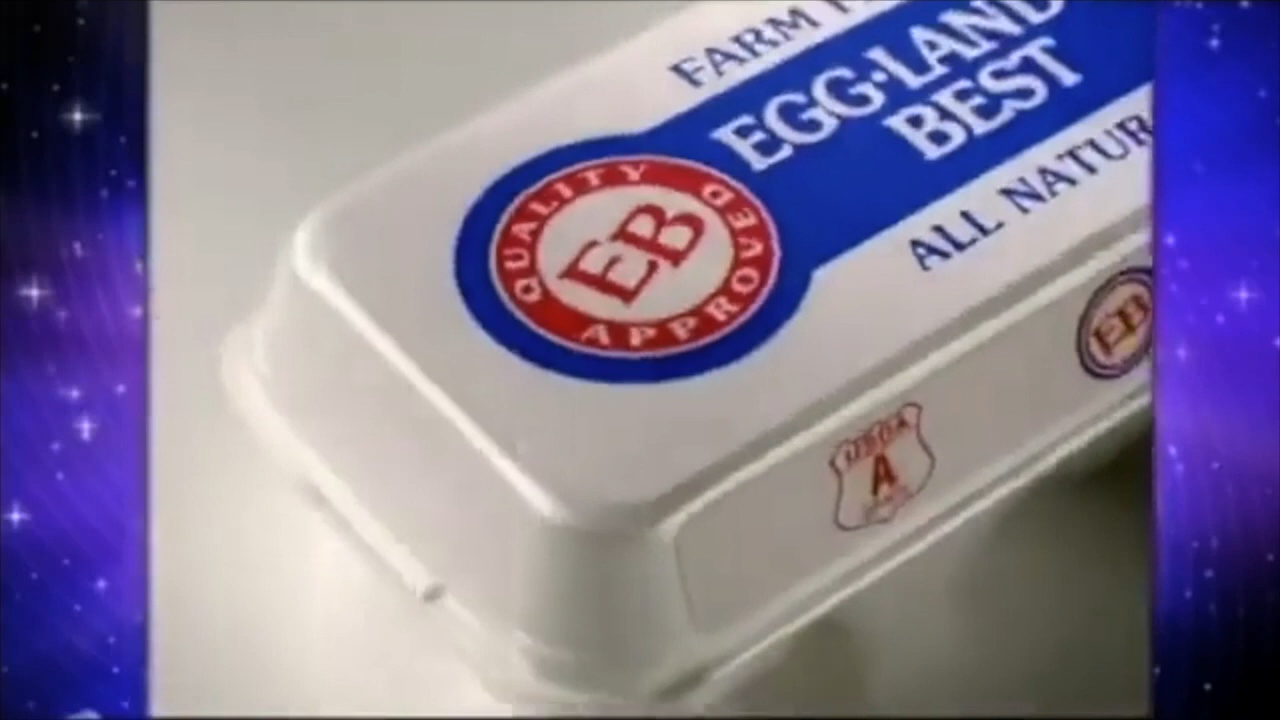 FARM
EGG·LAND
BEST
ALL NATUR
QUALITY
EB
APPROVED
EB
USDA
A